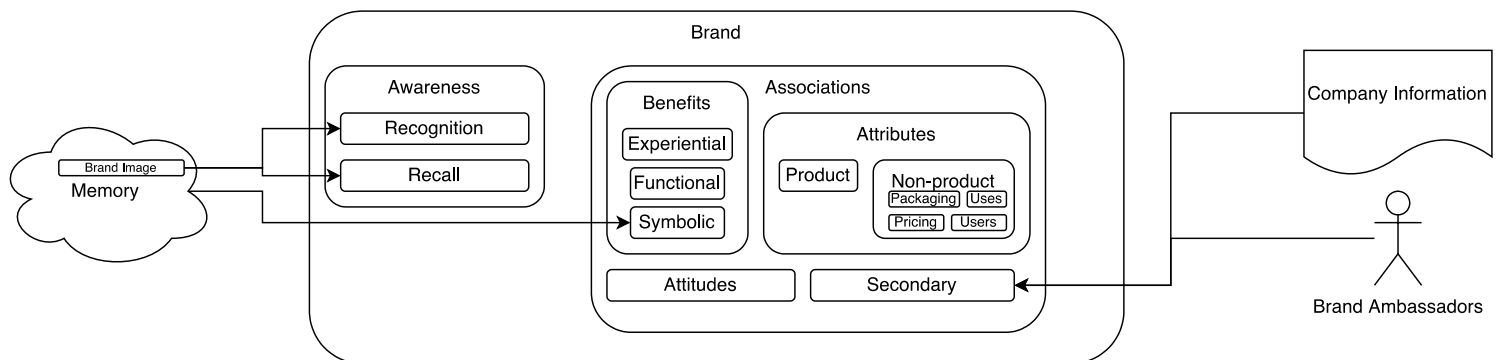 Brand
Awareness
Recognition
Recall
Brand Image
Memory
Associations
Benefits
Experiential
Functional
Symbolic
Attributes
Product
Non-product
Packaging
Uses
Pricing
Users
Attitudes
Secondary
Company Information
Brand Ambassadors